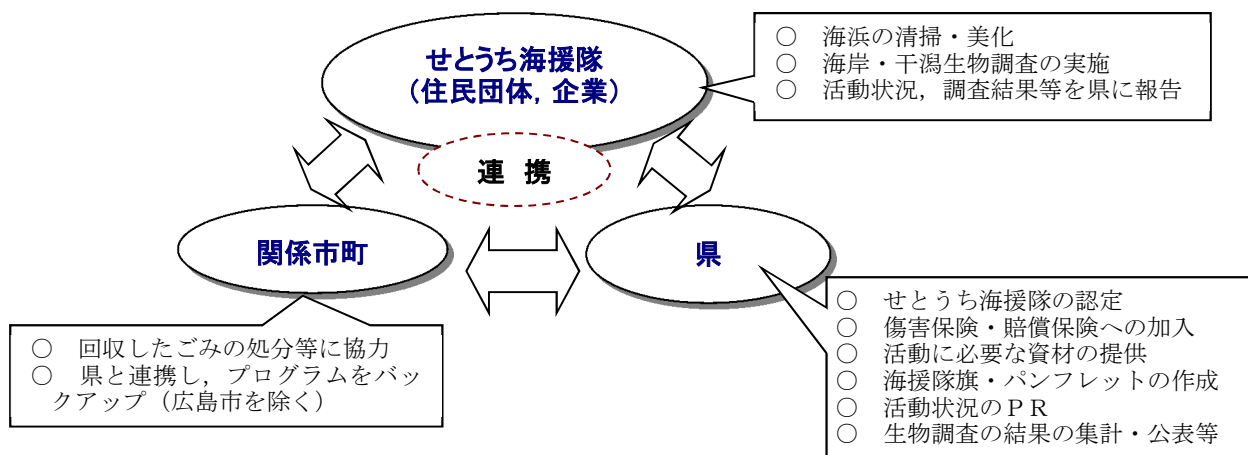 せとうち海援隊
（住民団体，企業）
○　海浜の清掃・美化
○　海岸・干潟生物調査の実施
○　活動状況，調査結果等を県に報告
連 携
関係市町
県
○　回収したごみの処分等に協力
○　県と連携し，プログラムをバッ
クアップ（広島市を除く）
○　せとうち海援隊の認定
○　傷害保険・賠償保険への加入
○　活動に必要な資材の提供
○　海援隊旗・パンフレットの作成
○　活動状況のＰＲ
○　生物調査の結果の集計・公表等